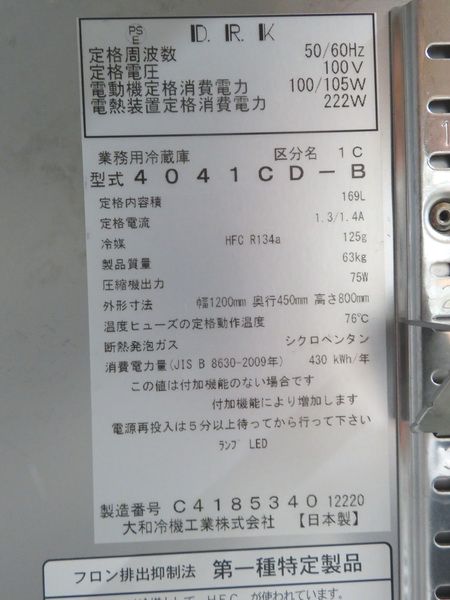 PS
E
D.R.K
定格周波数 50/60Hz
定格電圧 100V
電動機定格消費電力 100/105W
電熱装置定格消費電力 222W
業務用冷蔵庫 区分名 1C
型式 4041CD-B
定格内容積 169L
定格電流 1.3/1.4A
冷媒 HFC R134a 125g
製品質量 63kg
圧縮機出力 75W
外形寸法 幅1200mm 奥行450mm 高さ800mm
温度ヒューズの定格動作温度 76℃
断熱発泡ガス シクロペンタン
消費電力量(JIS B 8630-2009年) 430 kWh/年
この値は付加機能のない場合です
付加機能により増加します
電源再投入は5分以上待ってから行って下さい
ﾗﾝﾌﾟ LED
製造番号 C4185340 12220
大和冷機工業株式会社 【日本製】
フロン排出抑制法 第一種特定製品